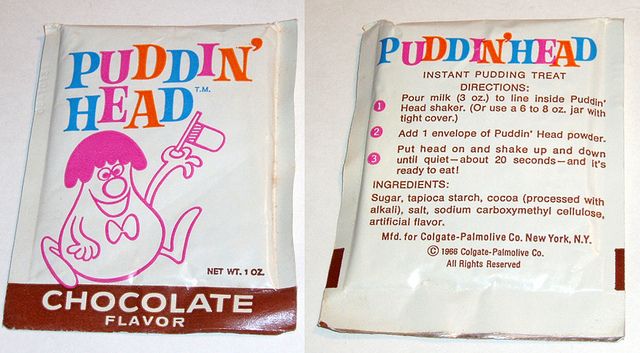 PUDDIN'
HEAD T.M.
NET WT. 1 OZ.
CHOCOLATE
FLAVOR
PUDDIN'HEAD
INSTANT PUDDING TREAT
DIRECTIONS:
1 Pour milk (3 oz.) to line inside Puddin'
Head shaker. (Or use a 6 to 8 oz. jar with
tight cover.)
2 Add 1 envelope of Puddin' Head powder.
3 Put head on and shake up and down
until quiet—about 20 seconds—and it's
ready to eat!
INGREDIENTS:
Sugar, tapioca starch, cocoa (processed with
alkali), salt, sodium carboxymethyl cellulose,
artificial flavor.
Mfd. for Colgate-Palmolive Co. New York, N.Y.
© 1966 Colgate-Palmolive Co.
All Rights Reserved